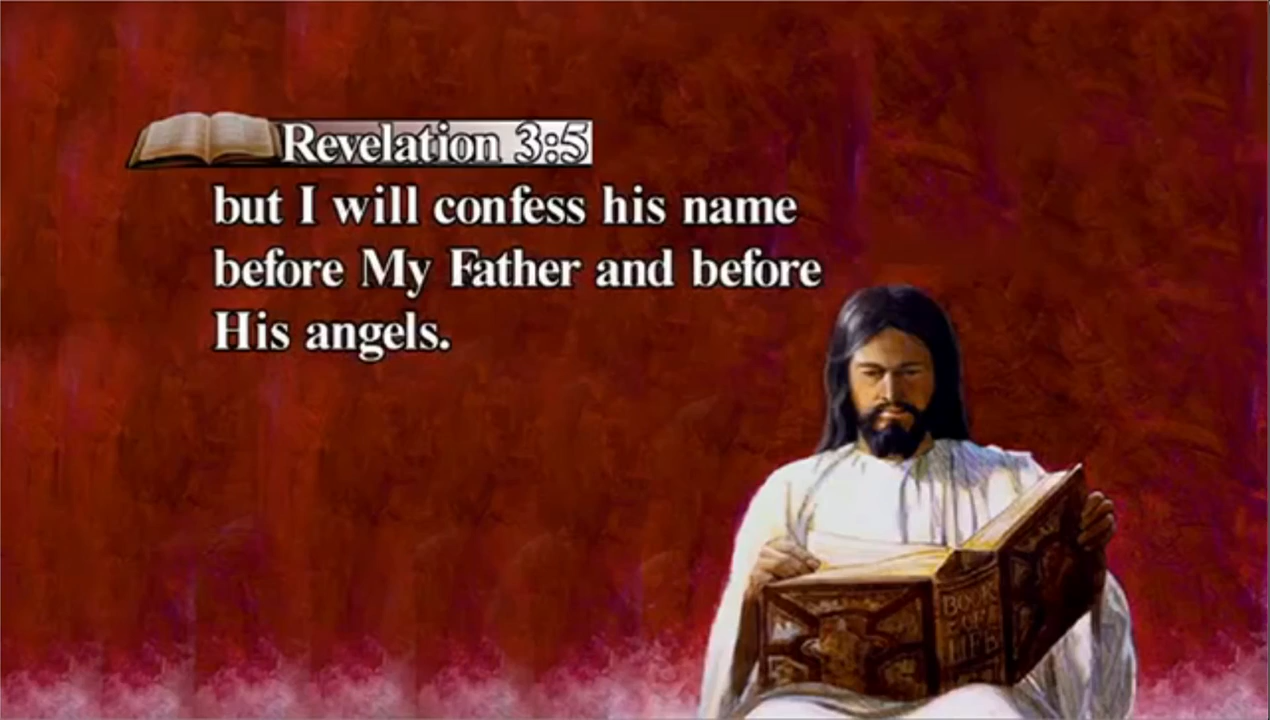 Revelation 3:5
but I will confess his name
before My Father and before
His angels.
BOOK
OF
LIFE